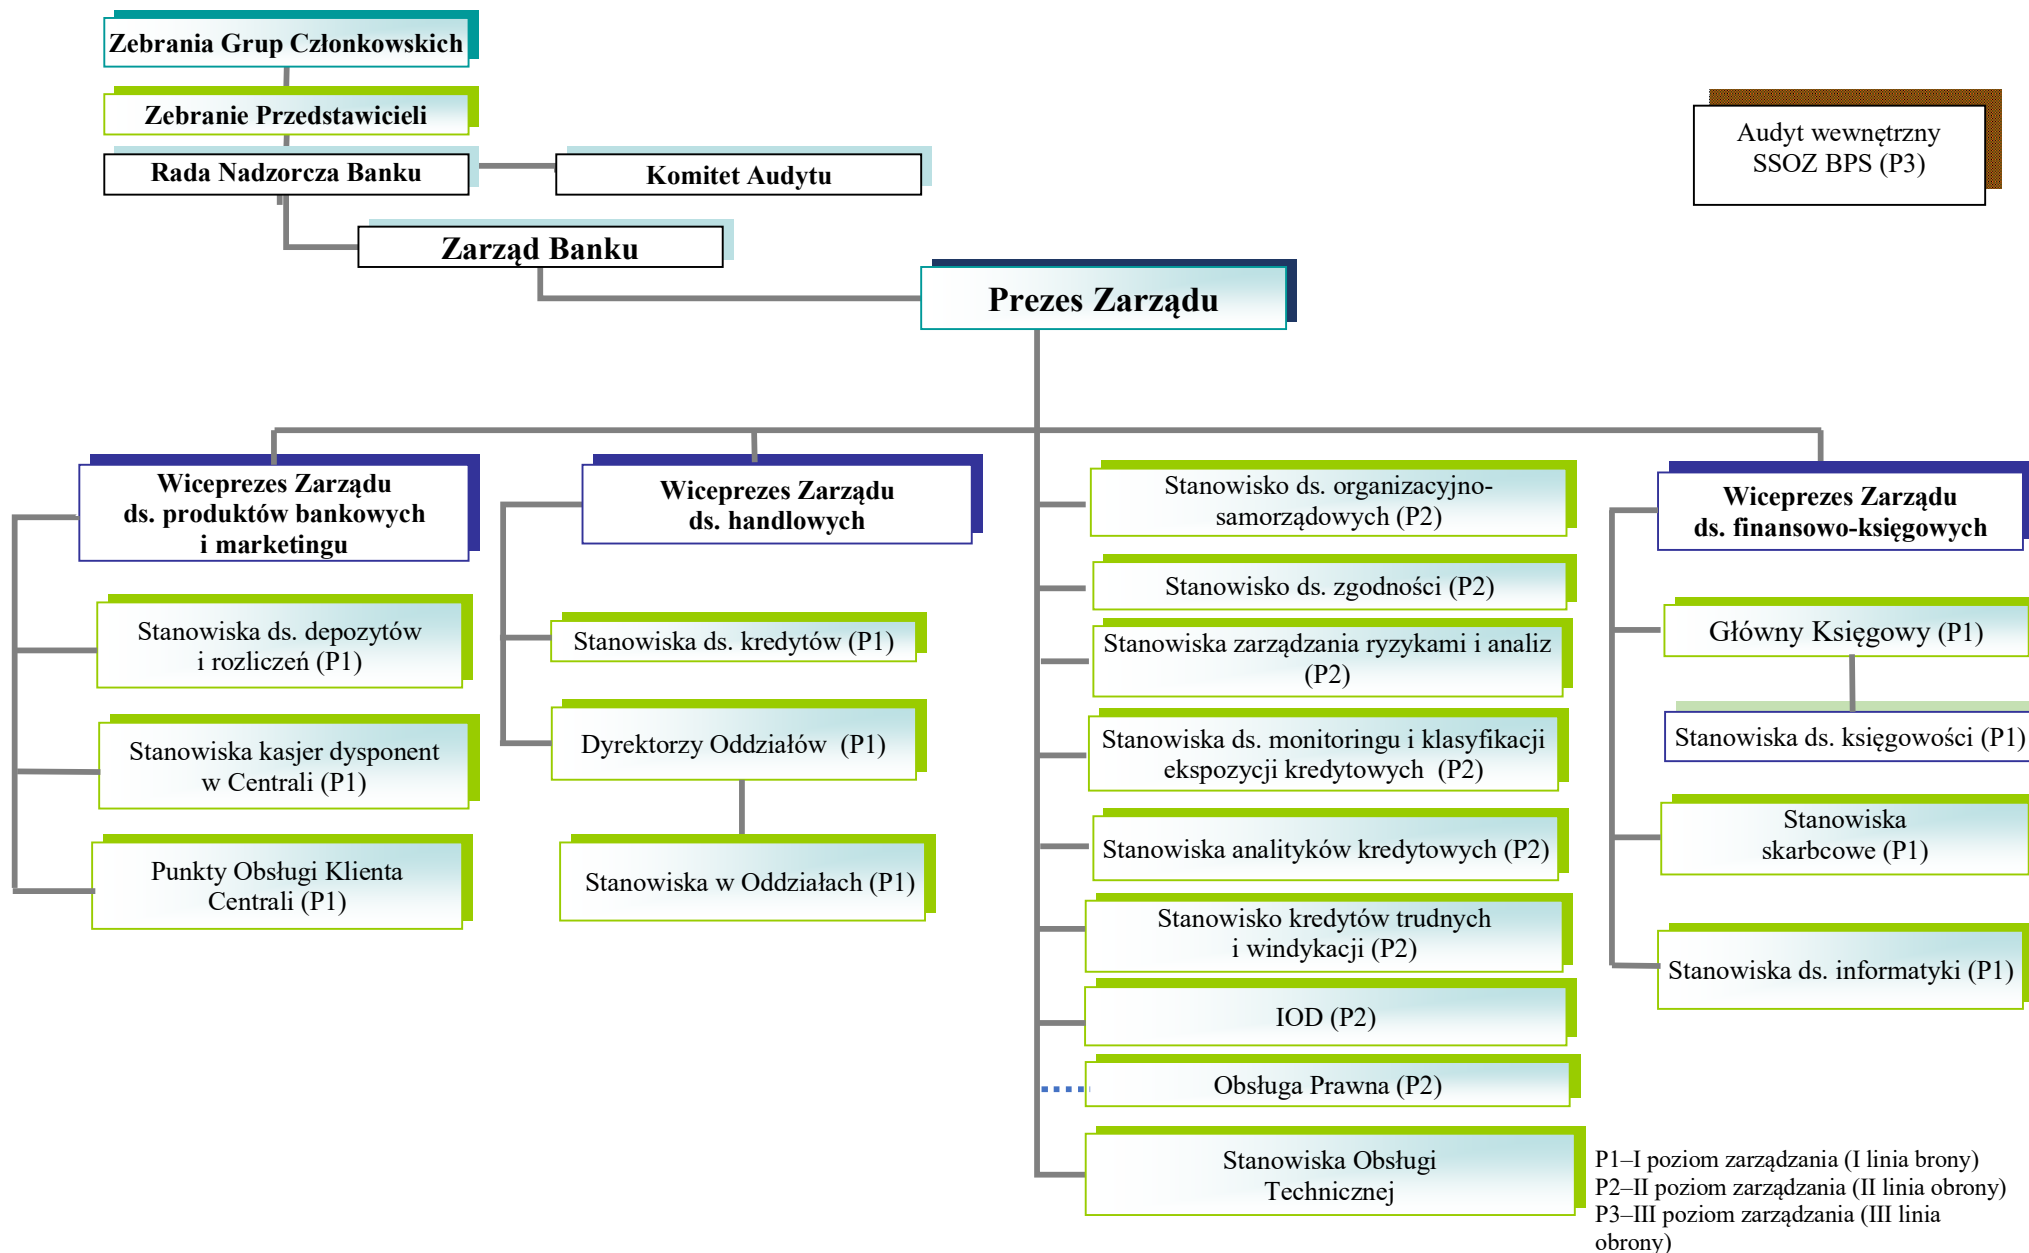 Zebrania Grup Członkowskich
Zebranie Przedstawicieli
Rada Nadzorcza Banku
Komitet Audytu
Audyt wewnętrzny
SSOZ BPS (P3)
Zarząd Banku
Prezes Zarządu
Wiceprezes Zarządu
ds. produktów bankowych
i marketingu
Stanowiska ds. depozytów
i rozliczeń (P1)
Stanowiska kasjer dysponent
w Centrali (P1)
Punkty Obsługi Klienta
Centrali (P1)
Wiceprezes Zarządu
ds. handlowych
Stanowiska ds. kredytów (P1)
Dyrektorzy Oddziałów (P1)
Stanowiska w Oddziałach (P1)
Stanowisko ds. organizacyjno-
samorządowych (P2)
Stanowisko ds. zgodności (P2)
Stanowiska zarządzania ryzykami i analiz
(P2)
Stanowiska ds. monitoringu i klasyfikacji
ekspozycji kredytowych (P2)
Stanowiska analityków kredytowych (P2)
Stanowisko kredytów trudnych
i windykacji (P2)
IOD (P2)
Obsługa Prawna (P2)
Stanowiska Obsługi
Technicznej
Wiceprezes Zarządu
ds. finansowo-księgowych
Główny Księgowy (P1)
Stanowiska ds. księgowości (P1)
Stanowiska
skarbcowe (P1)
Stanowiska ds. informatyki (P1)
P1–I poziom zarządzania (I linia brony)
P2–II poziom zarządzania (II linia obrony)
P3–III poziom zarządzania (III linia
obrony)